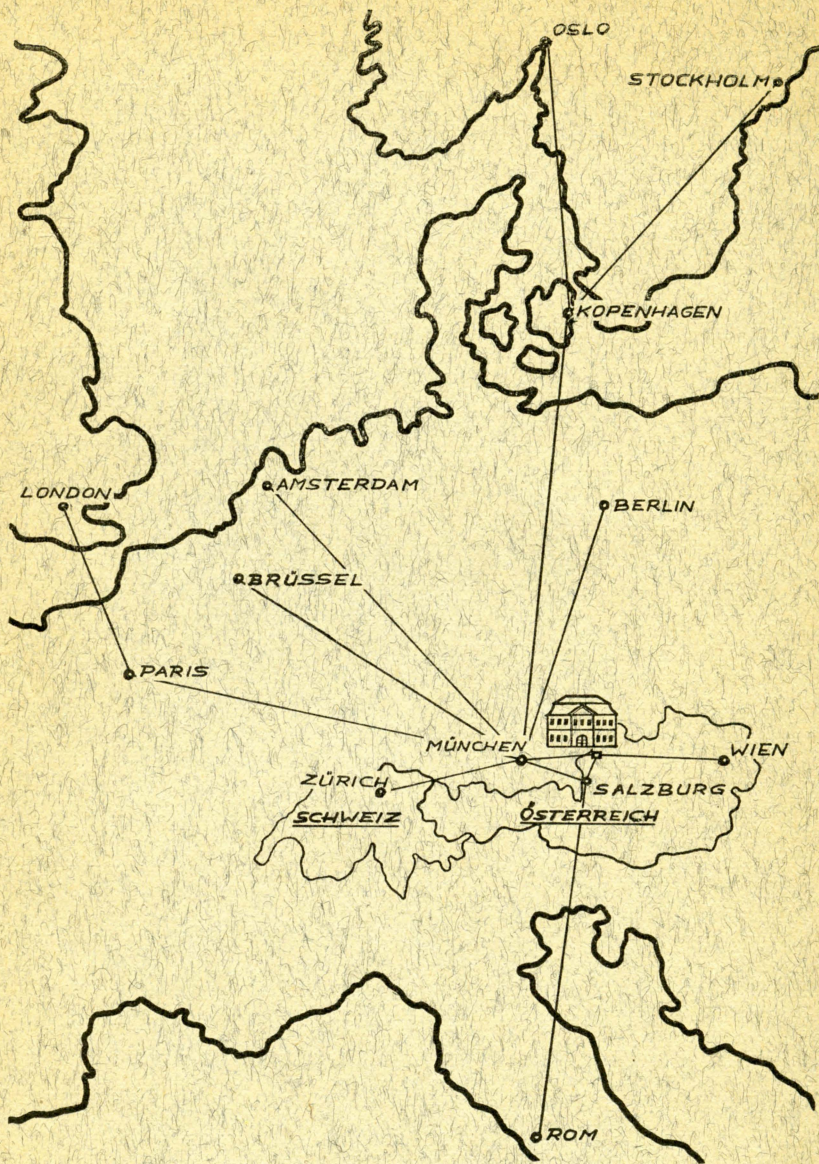 OSLO
STOCKHOLM
KOPENHAGEN
LONDON
AMSTERDAM
BERLIN
BRÜSSEL
PARIS
MÜNCHEN
WIEN
ZÜRICH
SALZBURG
SCHWEIZ
ÖSTERREICH
ROM